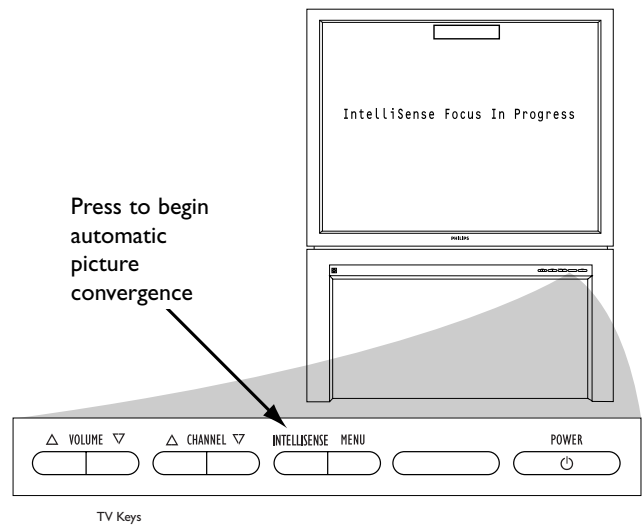 IntelliSense Focus In Progress
PHILIPS
Press to begin
automatic
picture
convergence
△ VOLUME ▽ △ CHANNEL ▽ INTELLISENSE MENU POWER
TV Keys